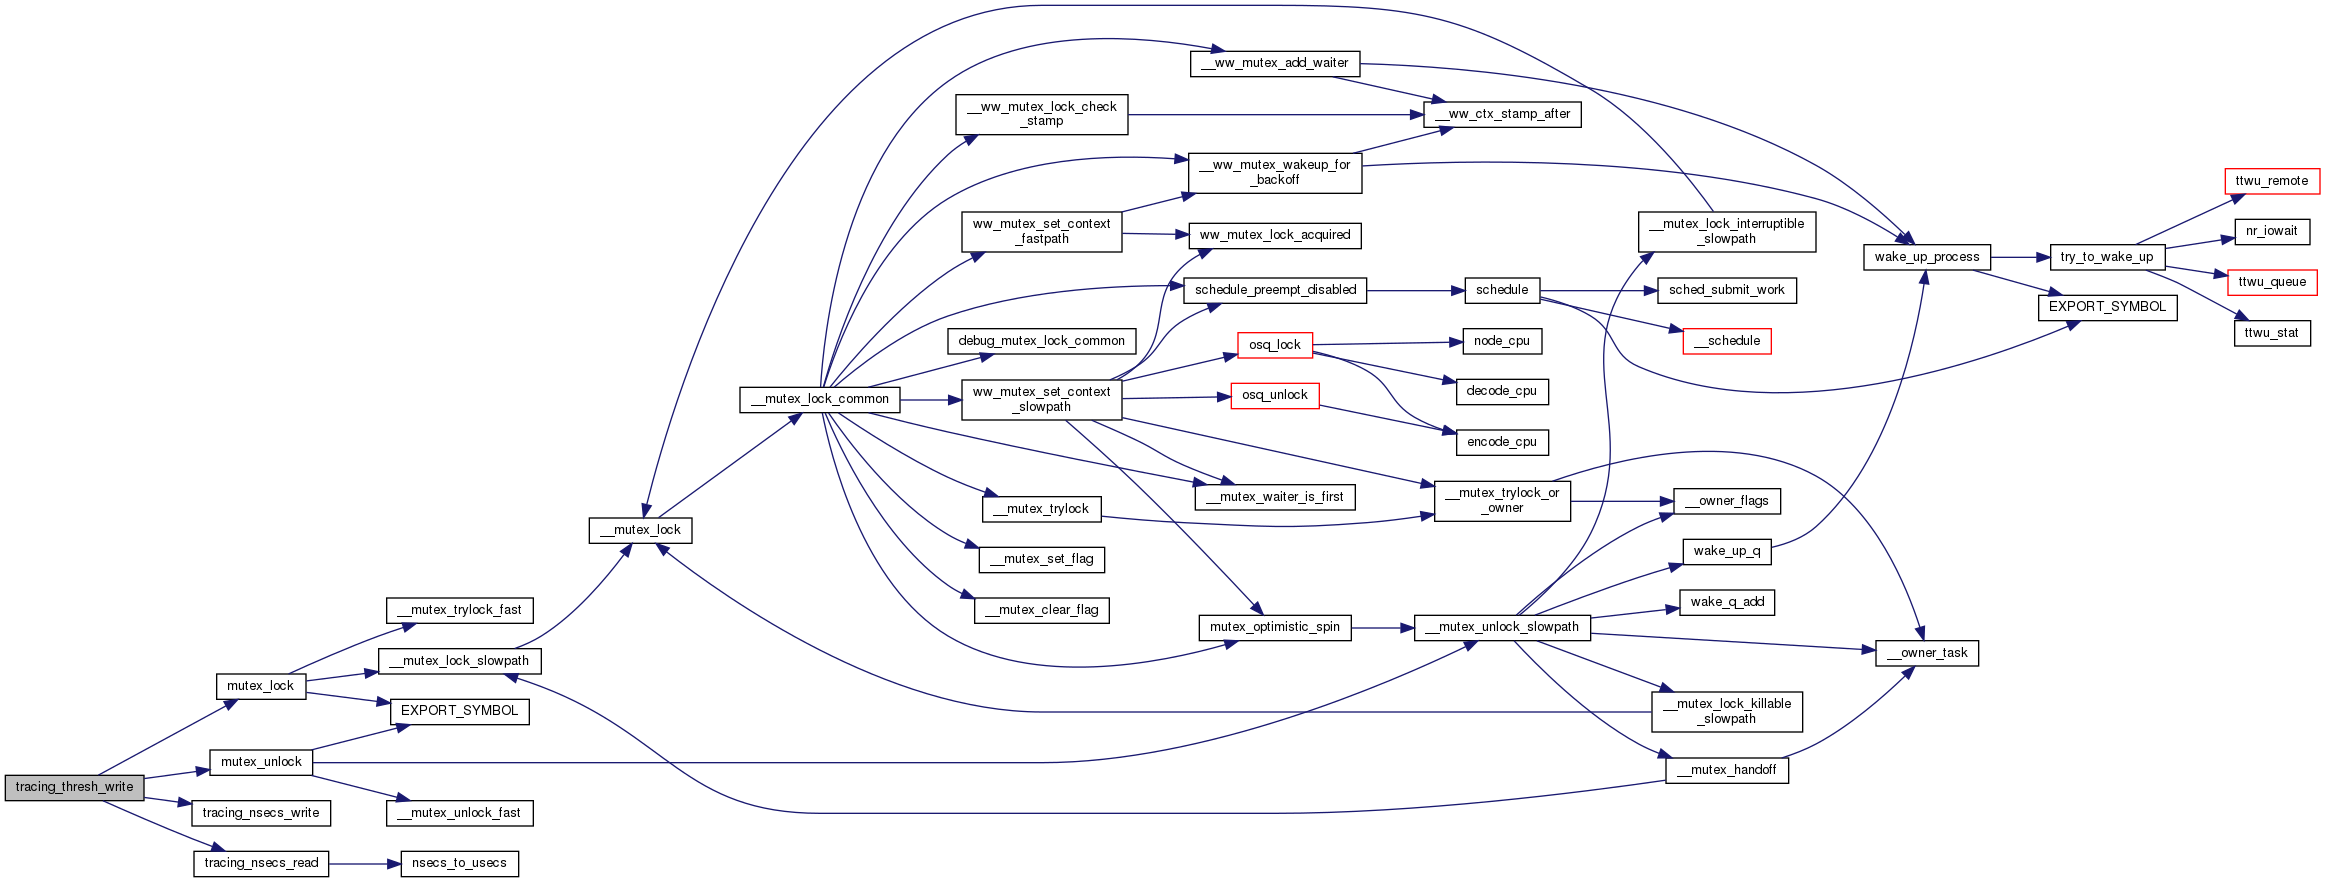 tracing_thresh_write
mutex_lock
mutex_unlock
tracing_nsecs_write
tracing_nsecs_read
__mutex_trylock_fast
__mutex_lock_slowpath
EXPORT_SYMBOL
__mutex_unlock_fast
nsecs_to_usecs
__mutex_lock
__mutex_lock_common
__ww_mutex_lock_check
_stamp
ww_mutex_set_context
_fastpath
debug_mutex_lock_common
ww_mutex_set_context
_slowpath
__mutex_trylock
__mutex_set_flag
__mutex_clear_flag
__ww_mutex_add_waiter
__ww_mutex_wakeup_for
_backoff
ww_mutex_lock_acquired
schedule_preempt_disabled
osq_lock
osq_unlock
__mutex_waiter_is_first
mutex_optimistic_spin
__ww_ctx_stamp_after
schedule
node_cpu
decode_cpu
encode_cpu
__mutex_trylock_or
_owner
__mutex_unlock_slowpath
__mutex_lock_interruptible
_slowpath
sched_submit_work
__schedule
__owner_flags
wake_up_q
wake_q_add
__mutex_lock_killable
_slowpath
__mutex_handoff
wake_up_process
__owner_task
try_to_wake_up
EXPORT_SYMBOL
ttwu_remote
nr_iowait
ttwu_queue
ttwu_stat